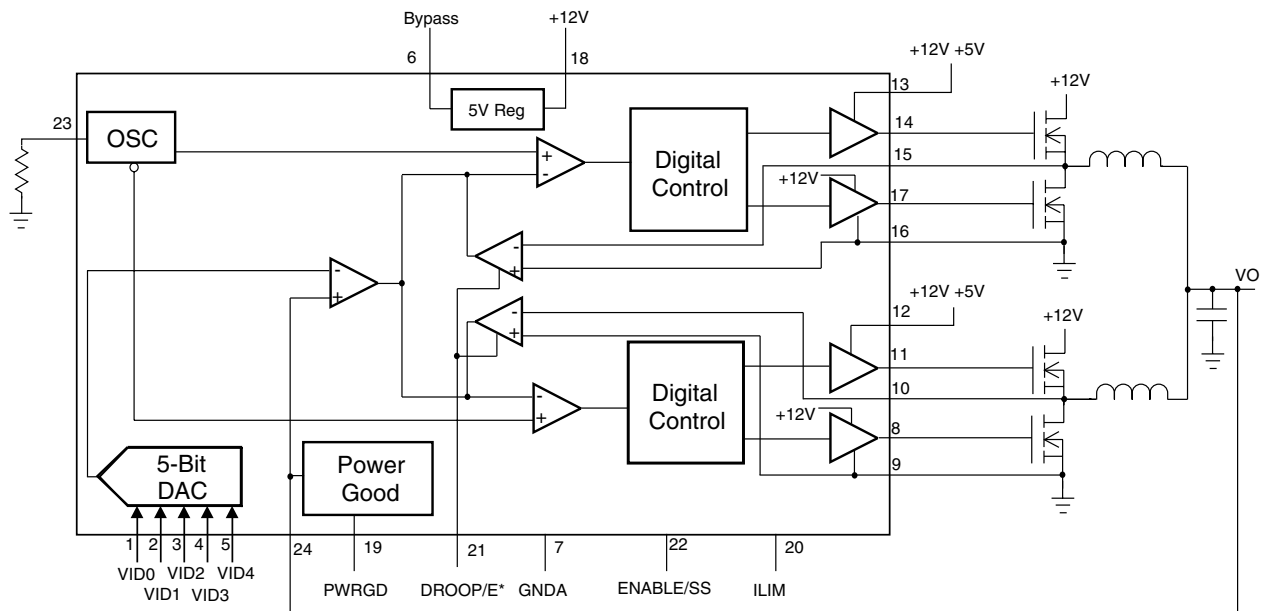 Bypass
+12V
6
18
+12V +5V
13
+12V
5V Reg
23
OSC
14
+
-
Digital
Control
15
+12V
17
-
+
16
-
+
VO
+12V +5V
12
-
+
+12V
11
10
-
+
Digital
Control
+12V
8
9
5-Bit
DAC
Power
Good
1
2
3
4
5
24
19
21
7
22
20
VID0
VID1
VID2
VID3
VID4
PWRGD
DROOP/E*
GNDA
ENABLE/SS
ILIM